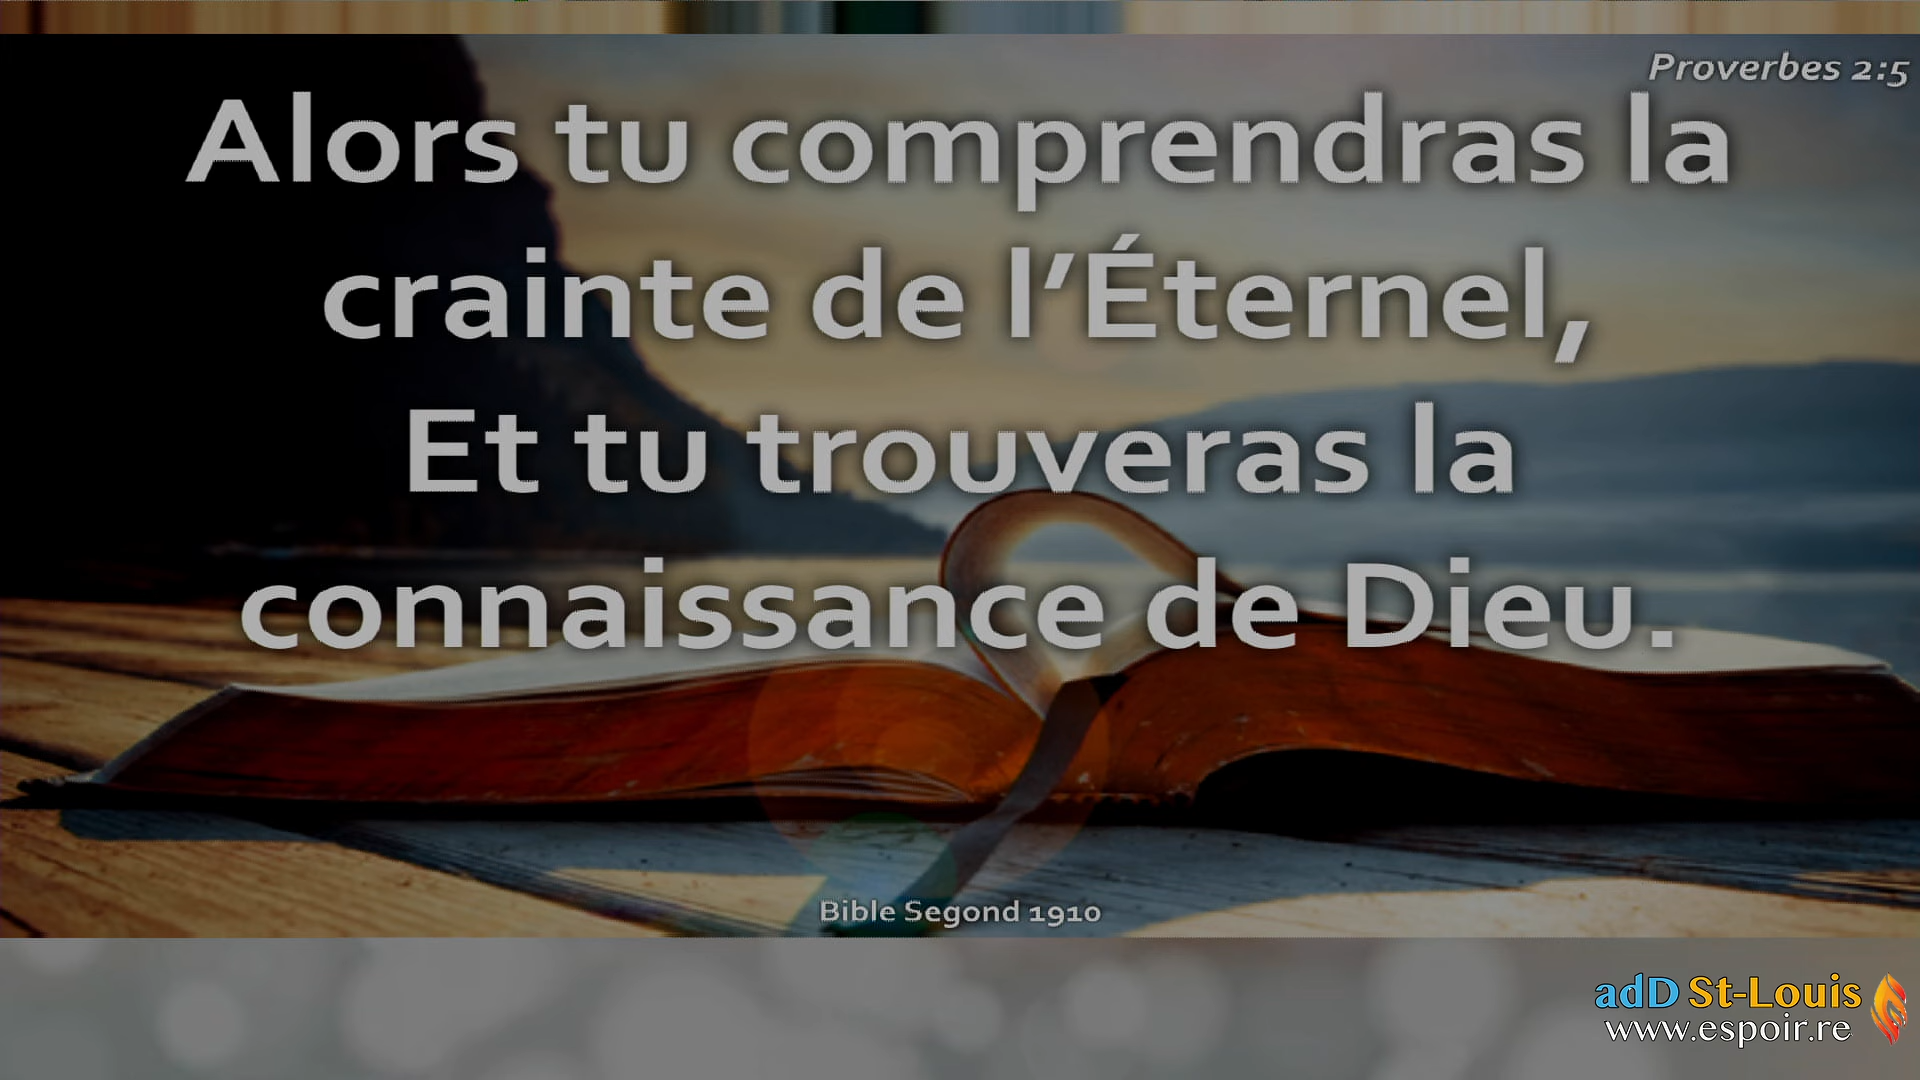 Proverbes 2:5
Alors tu comprendras la
crainte de l’Éternel,
Et tu trouveras la
connaissance de Dieu.
Bible Segond 1910
adD St-Louis
www.espoir.re